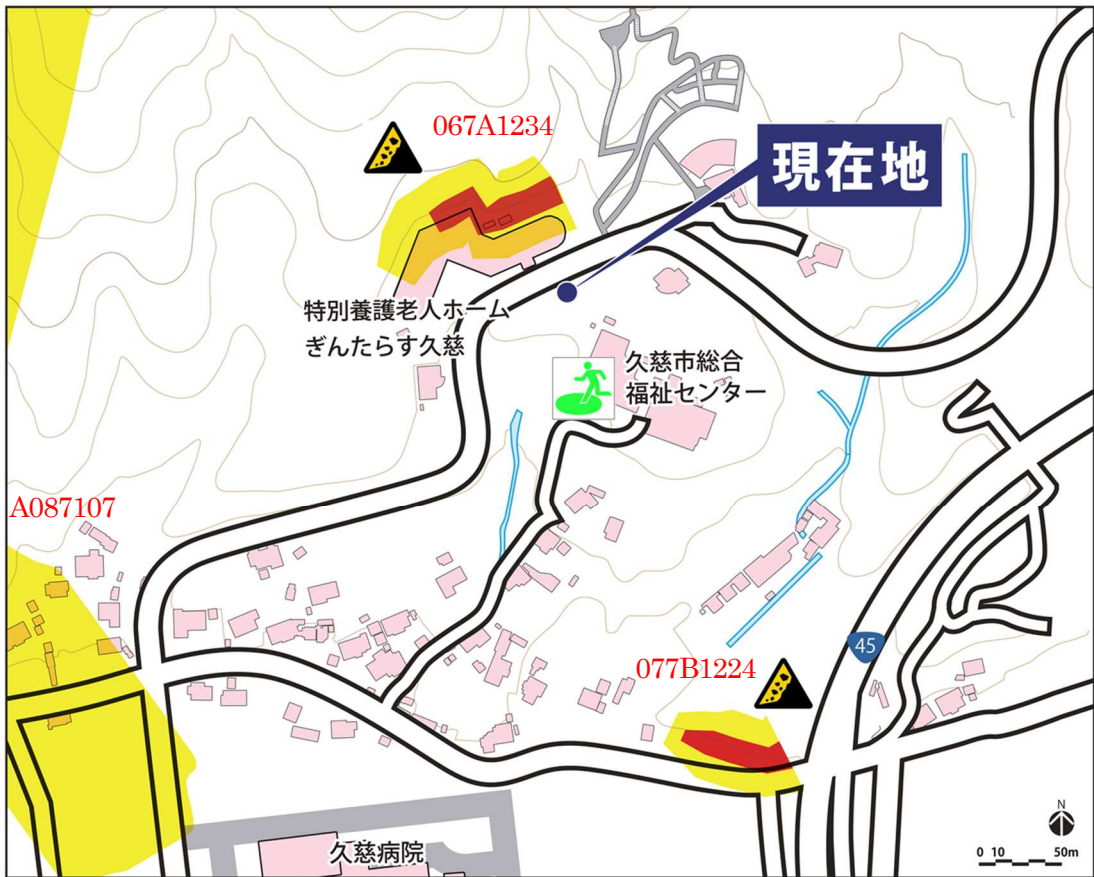 067A1234
現在地
特別養護老人ホーム
ぎんたらす久慈
久慈市総合
福祉センター
A087107
077B1224
45
久慈病院
N
0 10 50m